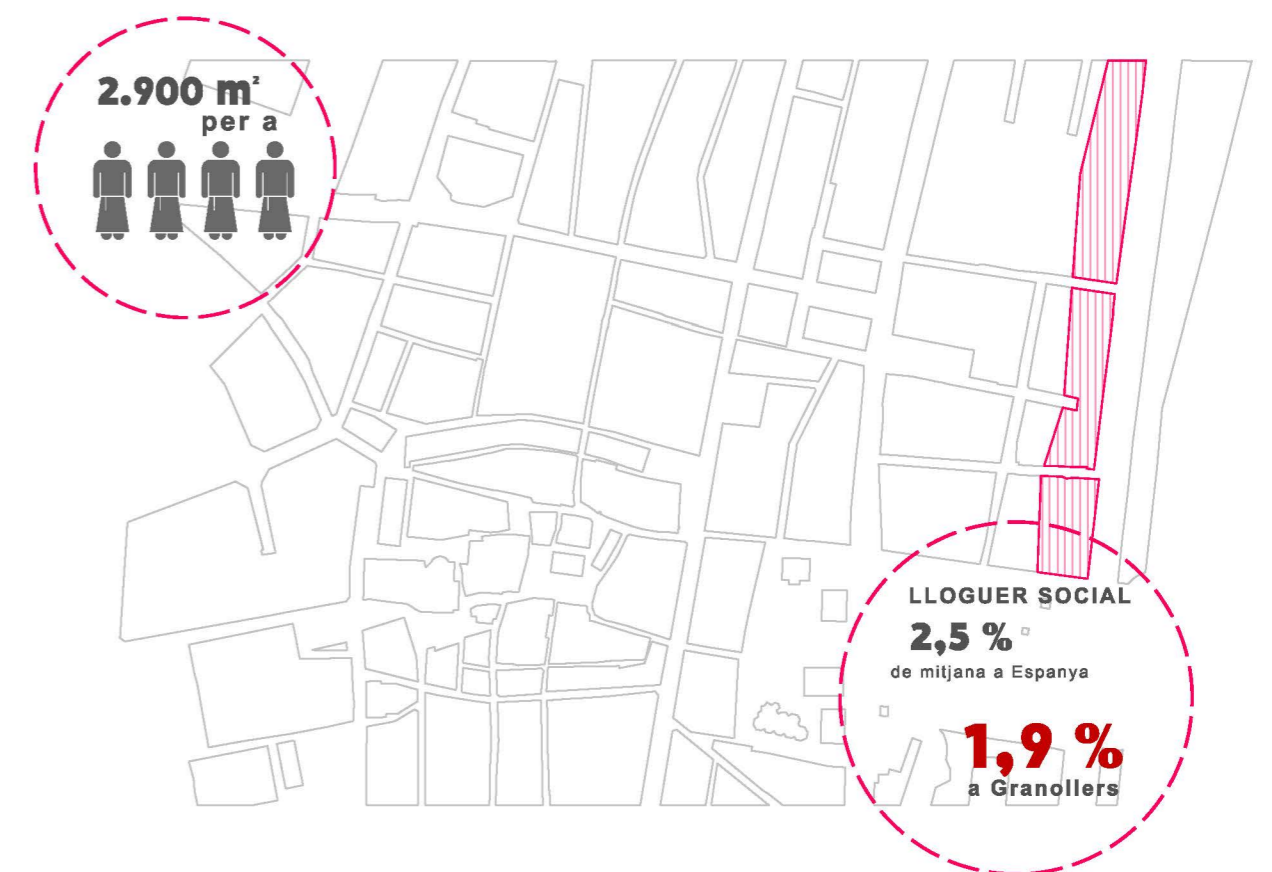 2.900 m²
per a
LLOGUER SOCIAL
2,5 %
de mitjana a Espanya
1,9 %
a Granollers